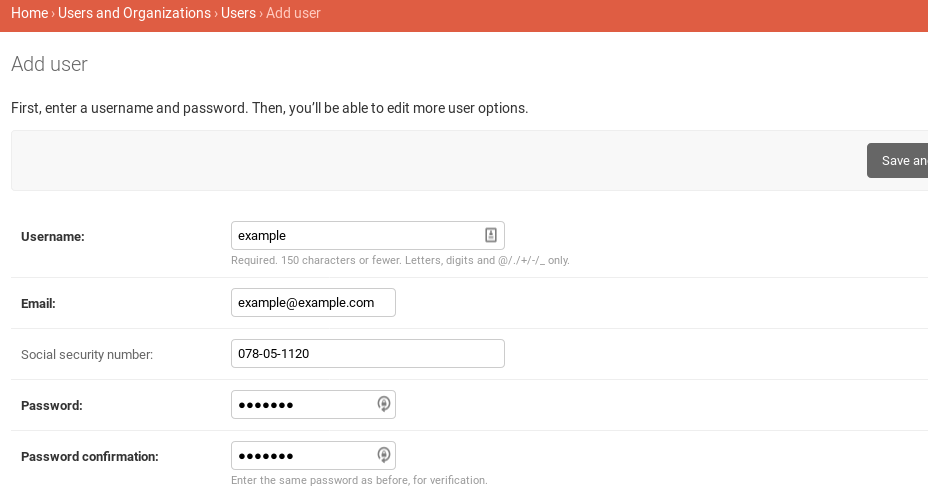 Home › Users and Organizations › Users › Add user
Add user
First, enter a username and password. Then, you’ll be able to edit more user options.
Save an
Username: example
Required. 150 characters or fewer. Letters, digits and @/./+/-/_ only.
Email: example@example.com
Social security number: 078-05-1120
Password: •••••••
Password confirmation: •••••••
Enter the same password as before, for verification.